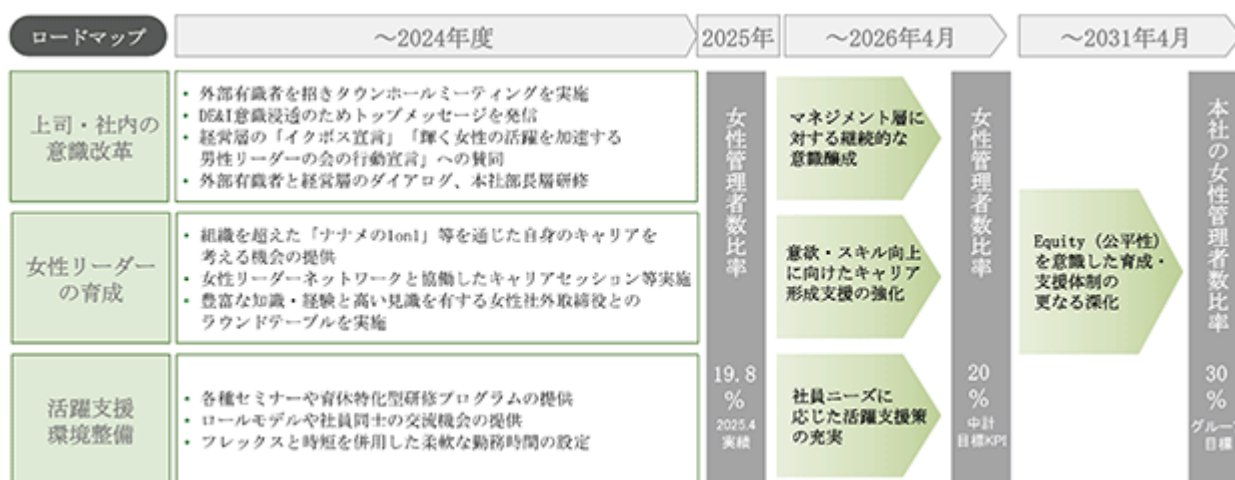 ロードマップ
～2024年度
2025年
～2026年4月
～2031年4月
上司・社内の
意識改革
• 外部有識者を招きタウンホールミーティングを実施
• DE&I意識浸透のためトップメッセージを発信
• 経営層の「イクボス宣言」「輝く女性の活躍を加速する
男性リーダーの会の行動宣言」への賛同
• 外部有識者と経営層のダイアログ、本社部長層研修
女性リーダー
の育成
• 組織を超えた「ナナメの1on1」等を通じた自身のキャリアを
考える機会の提供
• 女性リーダーネットワークと協働したキャリアセッション等実施
• 豊富な知識・経験と高い見識を有する女性社外取締役との
ラウンドテーブルを実施
活躍支援
環境整備
• 各種セミナーや育休特化型研修プログラムの提供
• ロールモデルや社員同士の交流機会の提供
• フレックスと時短を併用した柔軟な勤務時間の設定
女性管理者数比率
19.8
%
2025.4
実績
マネジメント層に
対する継続的な
意識醸成
意欲・スキル向上
に向けたキャリア
形成支援の強化
社員ニーズに
応じた活躍支援策
の充実
女性管理者数比率
20
%
中計
目標KPI
Equity（公平性）
を意識した育成・
支援体制の
更なる深化
本社の女性管理者数比率
30
%
グループ
目標